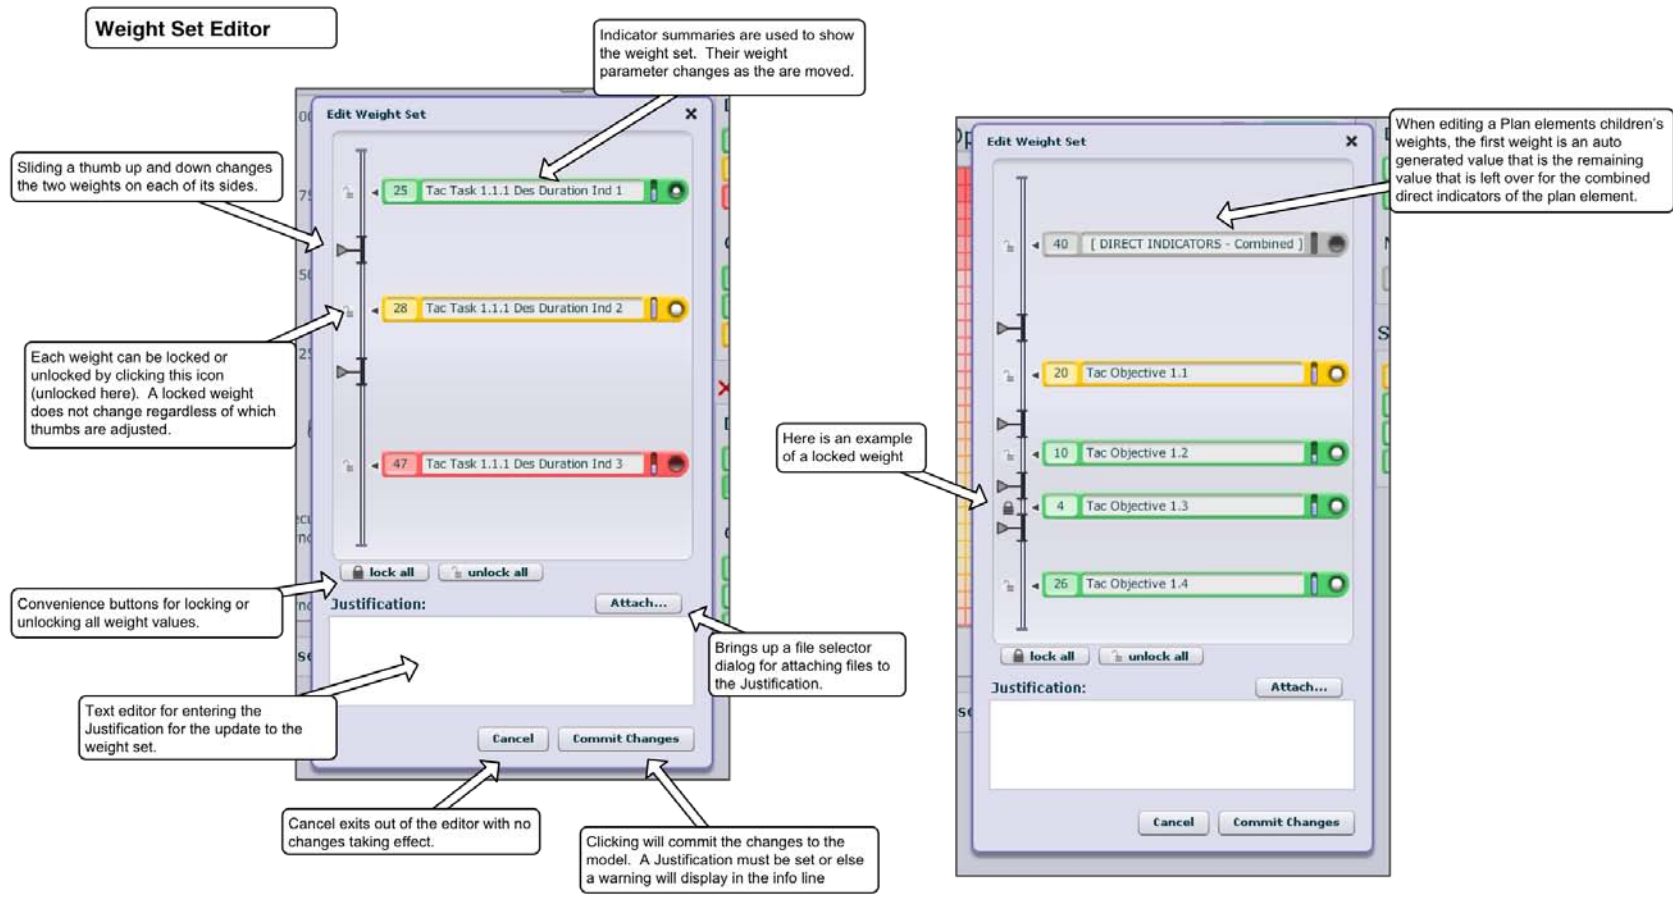 Weight Set Editor
Indicator summaries are used to show
the weight set.  Their weight
parameter changes as the are moved.
Edit Weight Set
Sliding a thumb up and down changes
the two weights on each of its sides.
25 Tac Task 1.1.1 Des Duration Ind 1
28 Tac Task 1.1.1 Des Duration Ind 2
Each weight can be locked or
unlocked by clicking this icon
(unlocked here).  A locked weight
does not change regardless of which
thumbs are adjusted.
47 Tac Task 1.1.1 Des Duration Ind 3
lock all unlock all
Convenience buttons for locking or
unlocking all weight values.
Justification: Attach...
Brings up a file selector
dialog for attaching files to
the Justification.
Text editor for entering the
Justification for the update to the
weight set.
Cancel Commit Changes
Cancel exits out of the editor with no
changes taking effect.
Clicking will commit the changes to the
model.  A Justification must be set or else
a warning will display in the info line
Edit Weight Set
When editing a Plan elements children's
weights, the first weight is an auto
generated value that is the remaining
value that is left over for the combined
direct indicators of the plan element.
40 [ DIRECT INDICATORS - Combined ]
20 Tac Objective 1.1
Here is an example
of a locked weight
10 Tac Objective 1.2
4 Tac Objective 1.3
26 Tac Objective 1.4
lock all unlock all
Justification: Attach...
Cancel Commit Changes